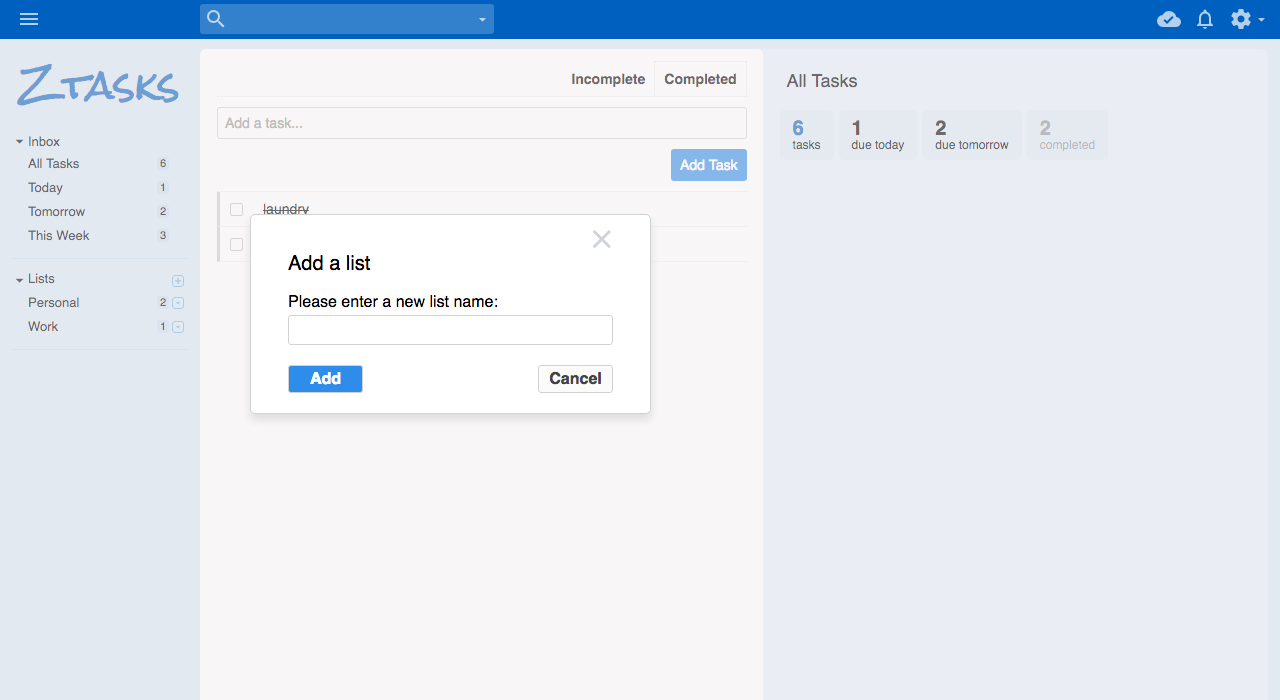 Ztasks
Inbox
All Tasks 6
Today 1
Tomorrow 2
This Week 3
Lists
Personal 2
Work 1
Incomplete Completed
Add a task...
Add Task
laundry
Add a list
Please enter a new list name:
Add Cancel
All Tasks
6 1 2 2
tasks due today due tomorrow completed